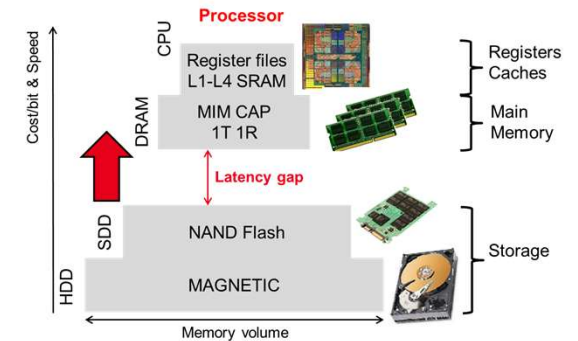 Processor
CPU
Register files
L1-L4 SRAM
Registers
Caches
Cost/bit & Speed
DRAM
MIM CAP
1T 1R
Main
Memory
Latency gap
SDD
NAND Flash
Storage
HDD
MAGNETIC
Memory volume